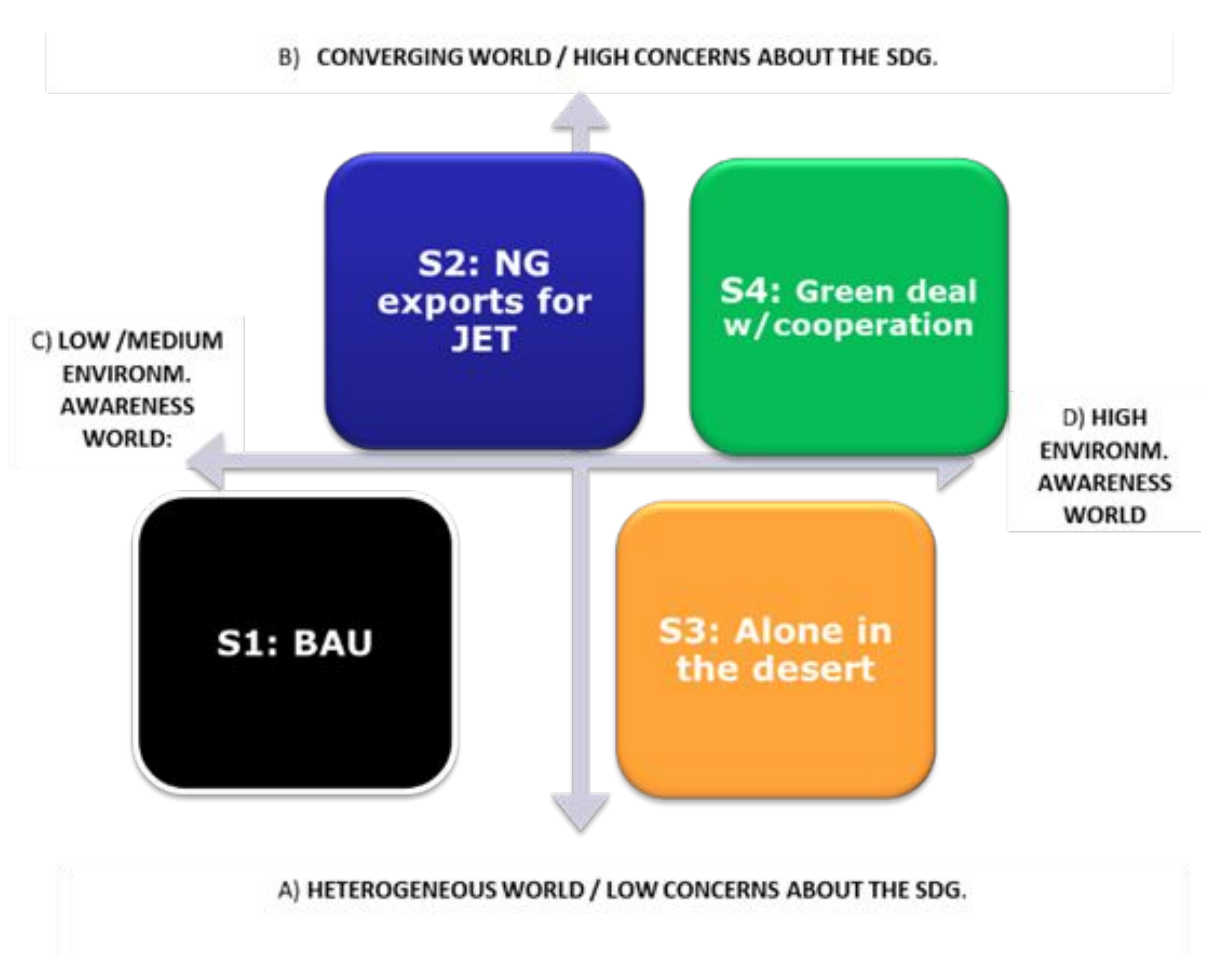 B) CONVERGING WORLD / HIGH CONCERNS ABOUT THE SDG.
S2: NG
exports for
JET
S4: Green deal
w/cooperation
C) LOW /MEDIUM
ENVIRONM.
AWARENESS
WORLD:
D) HIGH
ENVIRONM.
AWARENESS
WORLD
S1: BAU
S3: Alone in
the desert
A) HETEROGENEOUS WORLD / LOW CONCERNS ABOUT THE SDG.